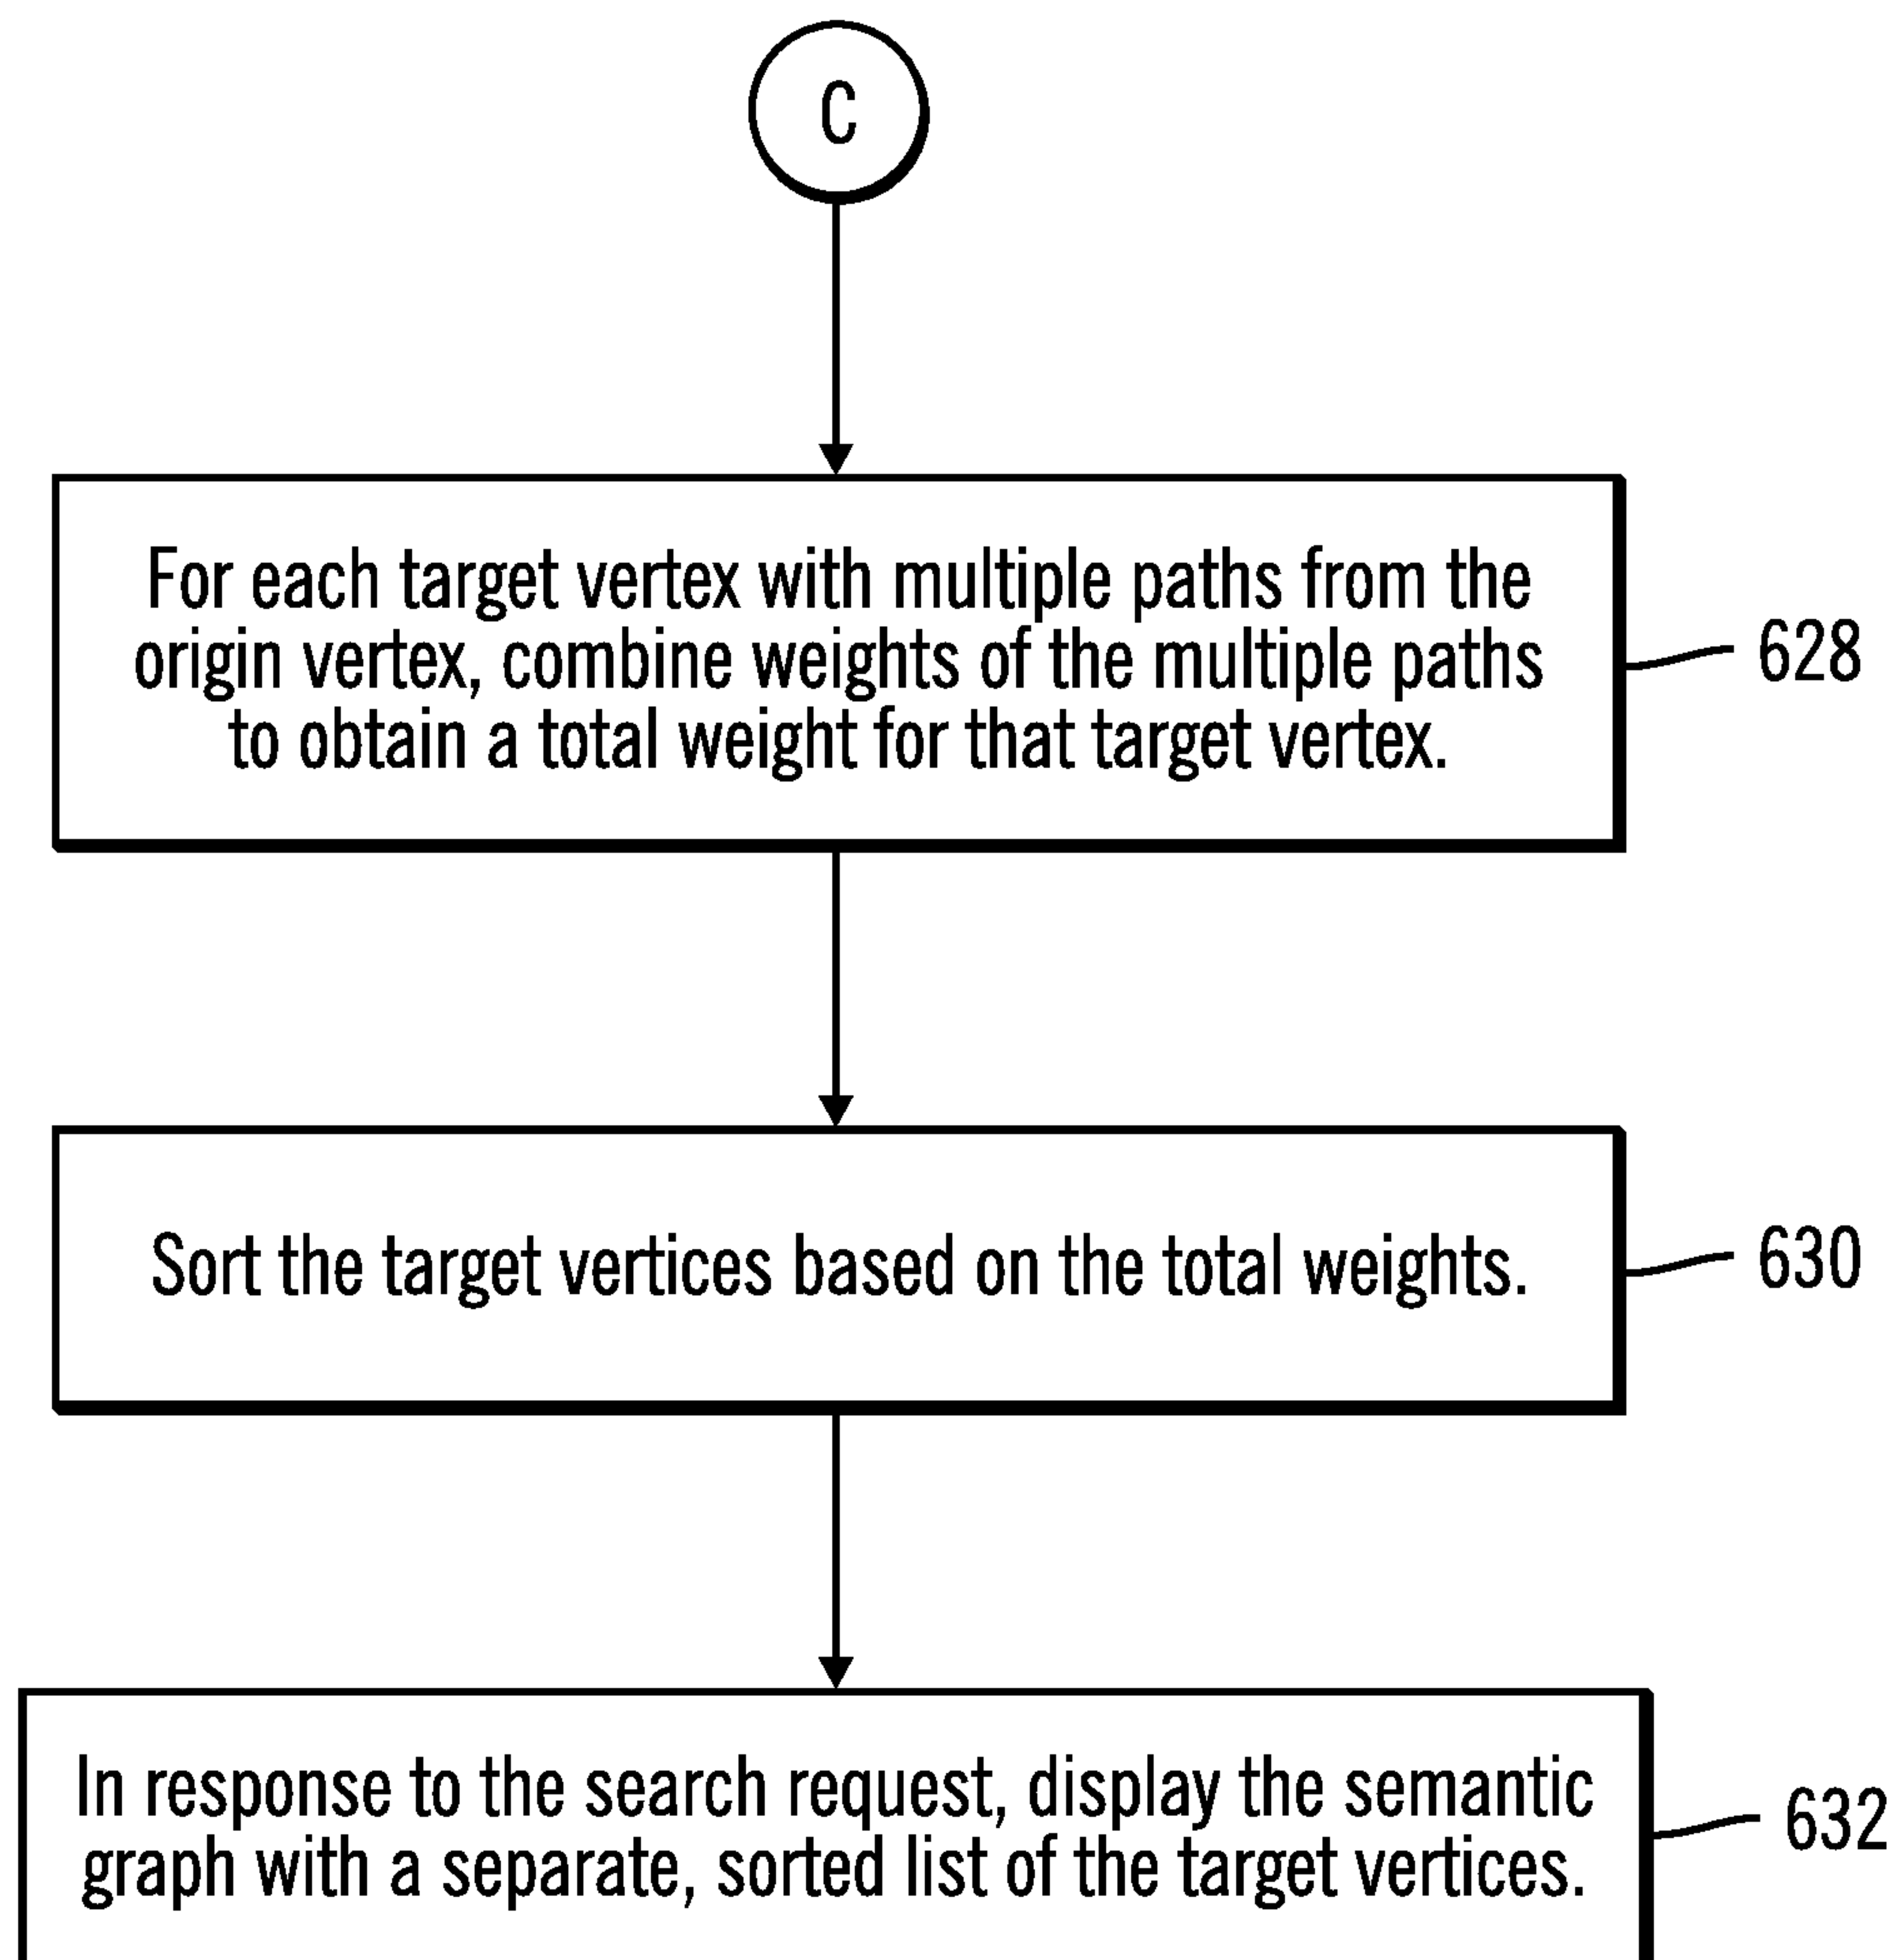 C
For each target vertex with multiple paths from the
origin vertex, combine weights of the multiple paths
to obtain a total weight for that target vertex.
628
Sort the target vertices based on the total weights.
630
In response to the search request, display the semantic
graph with a separate, sorted list of the target vertices.
632